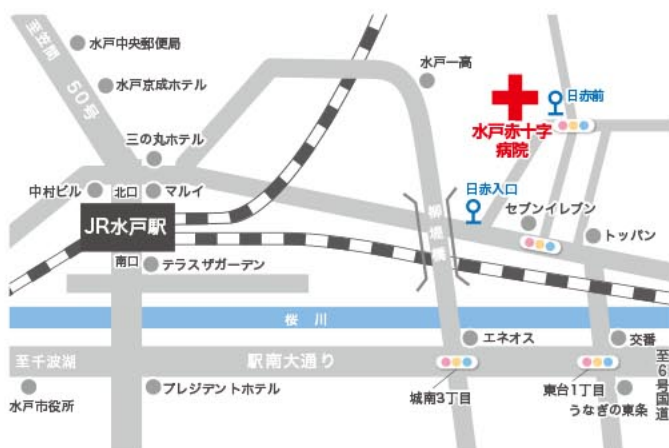 至笠間
50号
水戸中央郵便局
水戸京成ホテル
水戸一高
日赤前
水戸赤十字
病院
三の丸ホテル
中村ビル
北口
マルイ
日赤入口
セブンイレブン
トッパン
JR水戸駅
南口
テラスザガーデン
桜川
エネオス
交番
至千波湖
駅南大通り
至6号国道
水戸市役所
プレジデントホテル
城南3丁目
東台1丁目
うなぎの東条